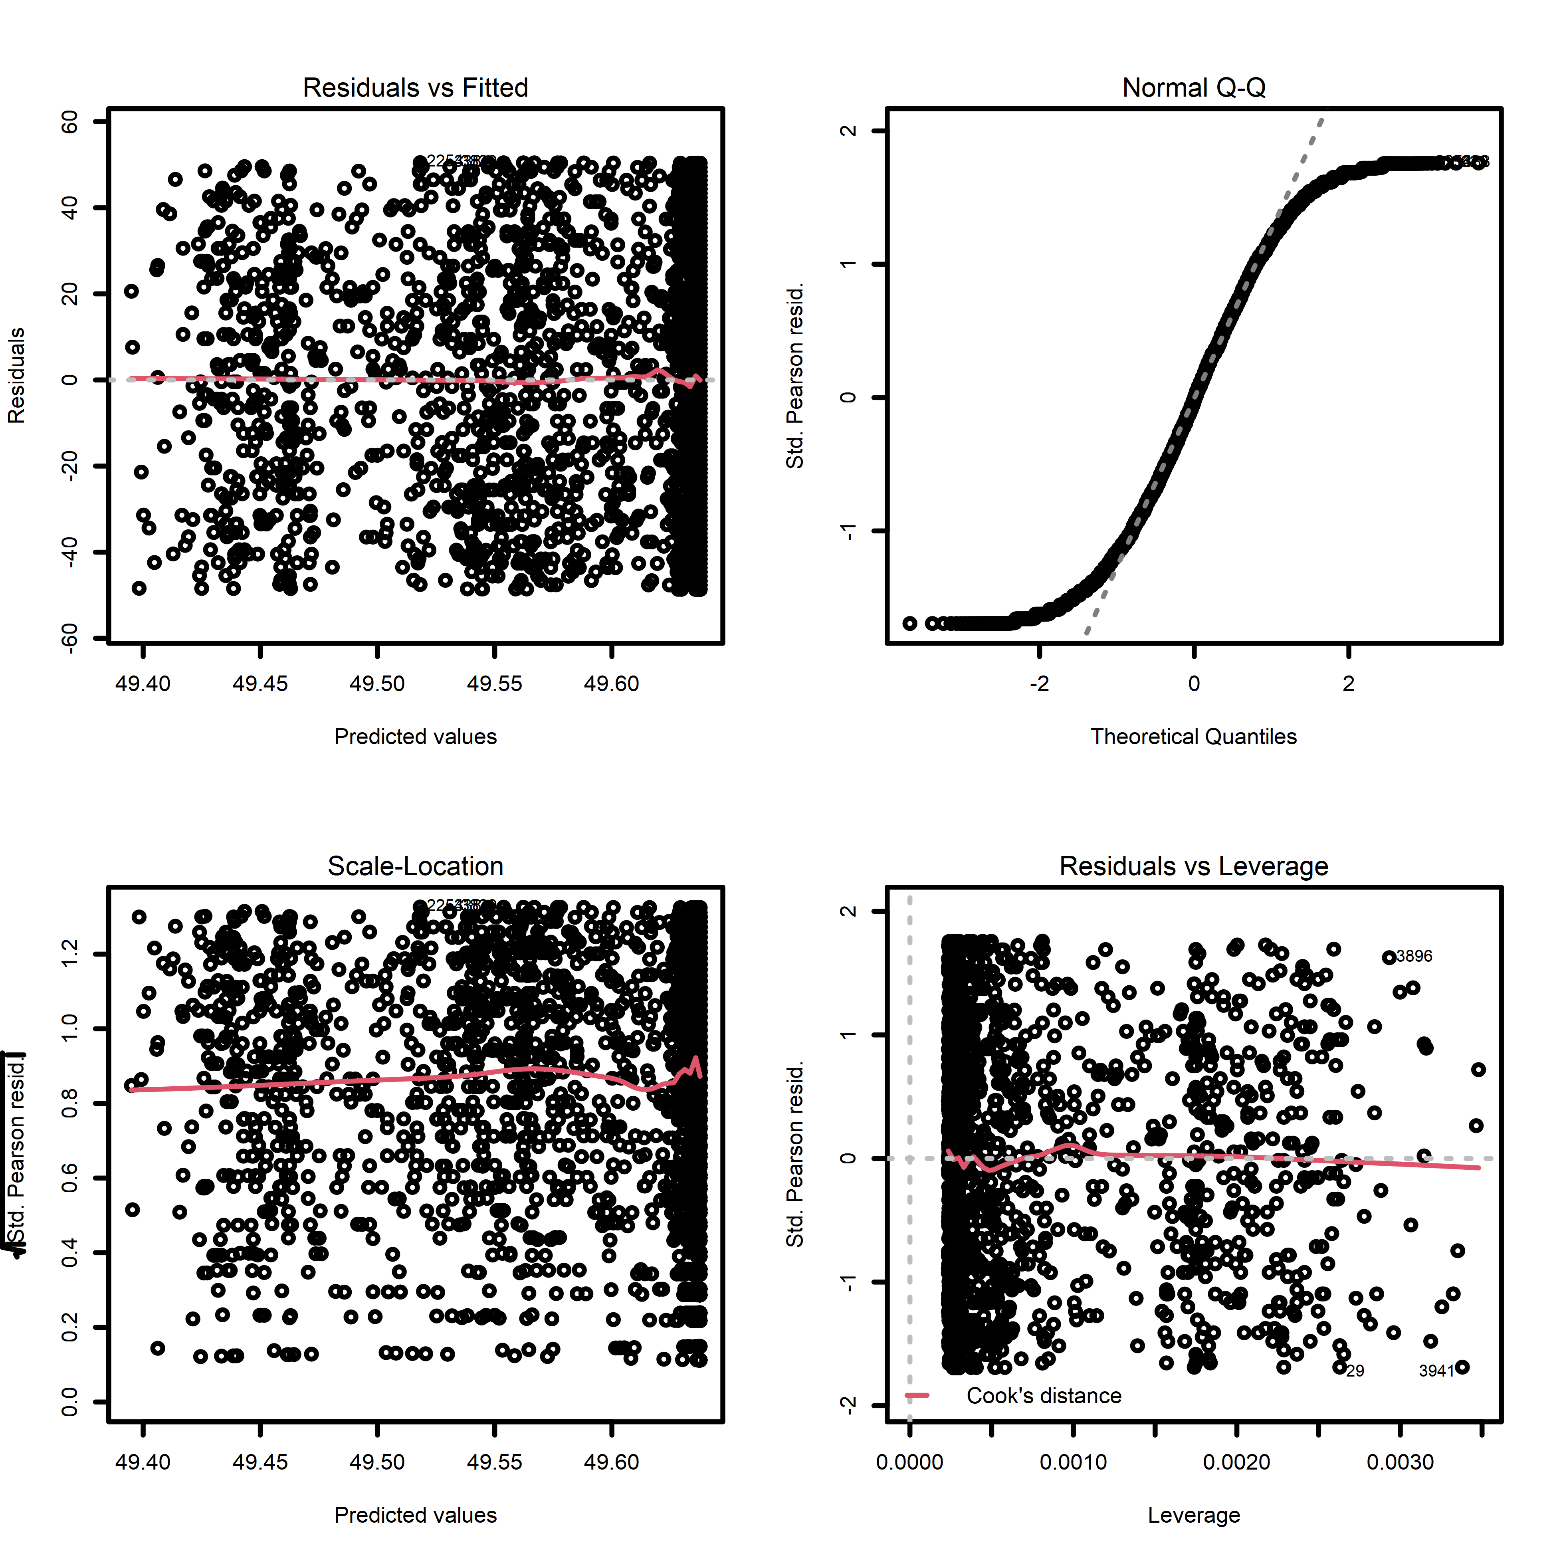 Residuals vs Fitted
Residuals
60
40
20
0
-20
-40
-60
49.40 49.45 49.50 49.55 49.60
Predicted values
Normal Q-Q
Std. Pearson resid.
2
1
0
-1
-2 0 2
Theoretical Quantiles
Scale-Location
√|Std. Pearson resid.|
1.2
1.0
0.8
0.6
0.4
0.2
0.0
49.40 49.45 49.50 49.55 49.60
Predicted values
Residuals vs Leverage
Std. Pearson resid.
2
1
0
-1
-2
3896
29
3941
Cook's distance
0.0000 0.0010 0.0020 0.0030
Leverage